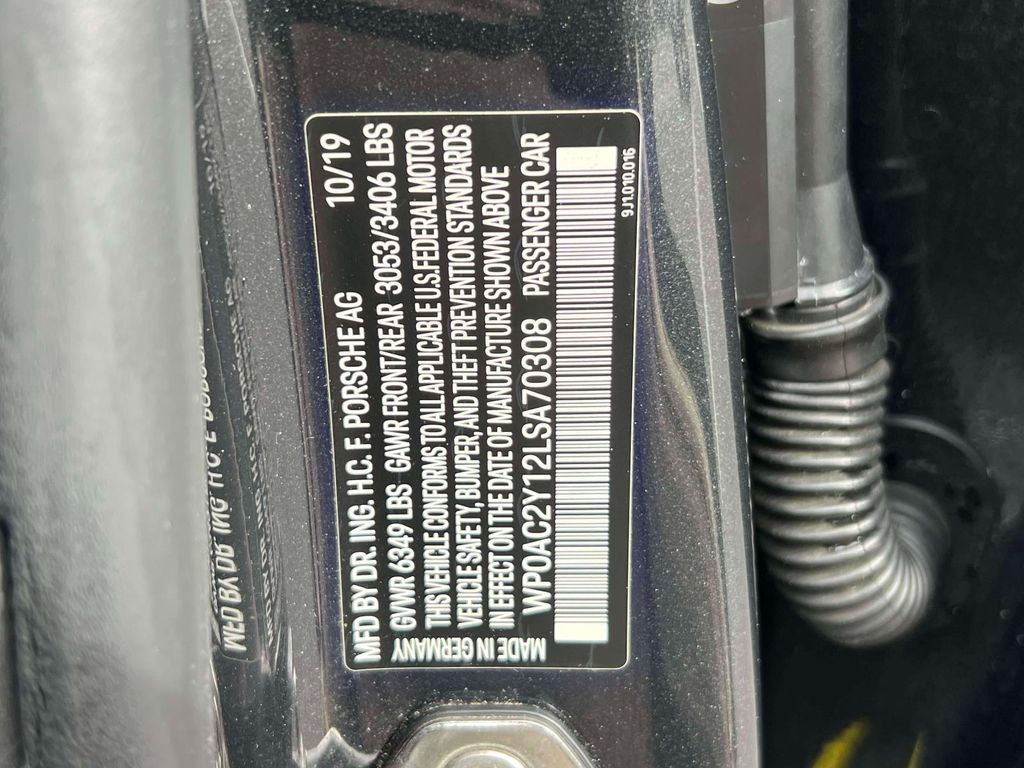 MFD BY DR. ING. H.C. F. PORSCHE AG 10/19
GVWR 6349 LBS GAWR FRONT/REAR 3053/3406 LBS
THIS VEHICLE CONFORMS TO ALL APPLICABLE U.S. FEDERAL MOTOR
VEHICLE SAFETY, BUMPER, AND THEFT PREVENTION STANDARDS
IN EFFECT ON THE DATE OF MANUFACTURE SHOWN ABOVE
WP0AC2Y12LSA70308 PASSENGER CAR
MADE IN GERMANY
9J1.010.016